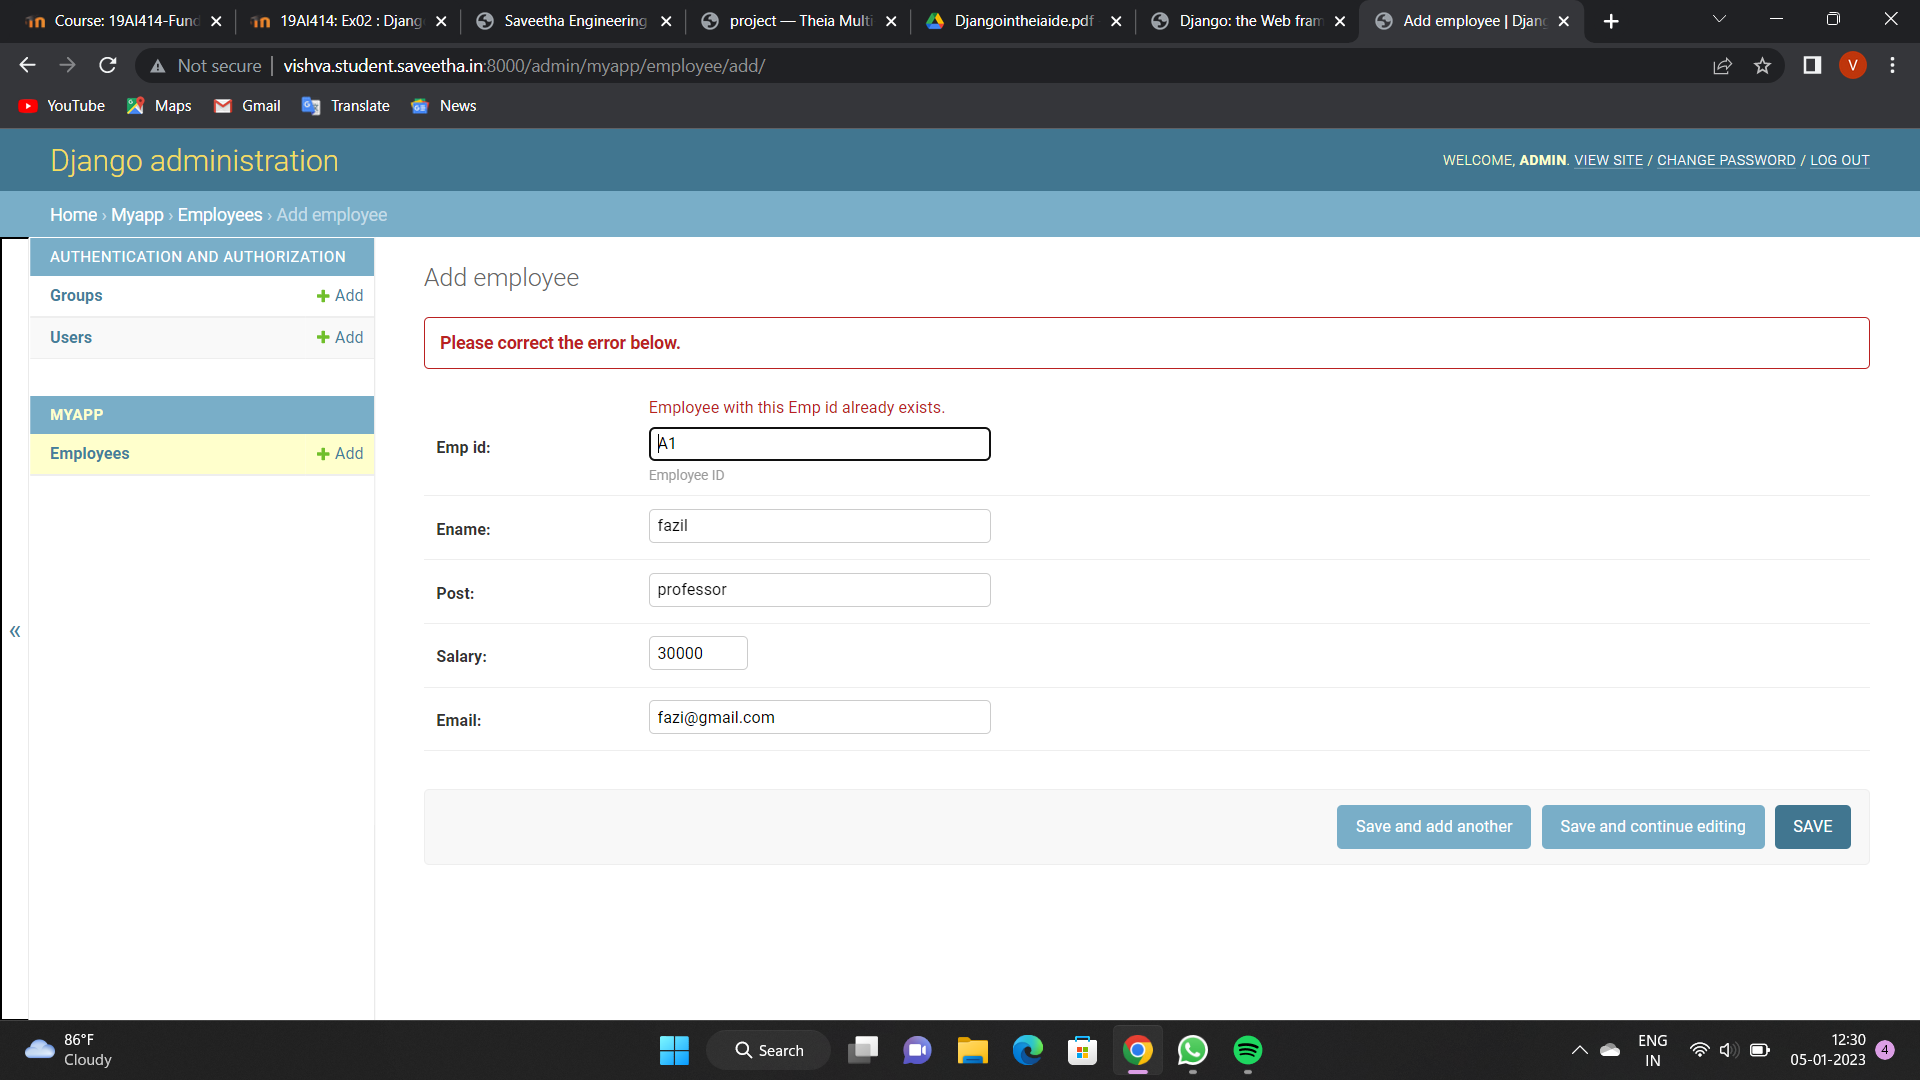 Course: 19AI414-Fund
19AI414: Ex02 : Djang
Saveetha Engineering
project — Theia Multi
Djangointheiaide.pdf
Django: the Web fram
Add employee | Djang
Not secure
vishva.student.saveetha.in:8000/admin/myapp/employee/add/
V
YouTube
Maps
Gmail
Translate
News
Django administration
WELCOME, ADMIN. VIEW SITE / CHANGE PASSWORD / LOG OUT
Home › Myapp › Employees › Add employee
AUTHENTICATION AND AUTHORIZATION
Groups
+ Add
Users
+ Add
MYAPP
Employees
+ Add
«
Add employee
Please correct the error below.
Employee with this Emp id already exists.
Emp id:
A1
Employee ID
Ename:
fazil
Post:
professor
Salary:
30000
Email:
fazi@gmail.com
Save and add another
Save and continue editing
SAVE
86°F
Cloudy
Search
ENG
IN
12:30
05-01-2023
4